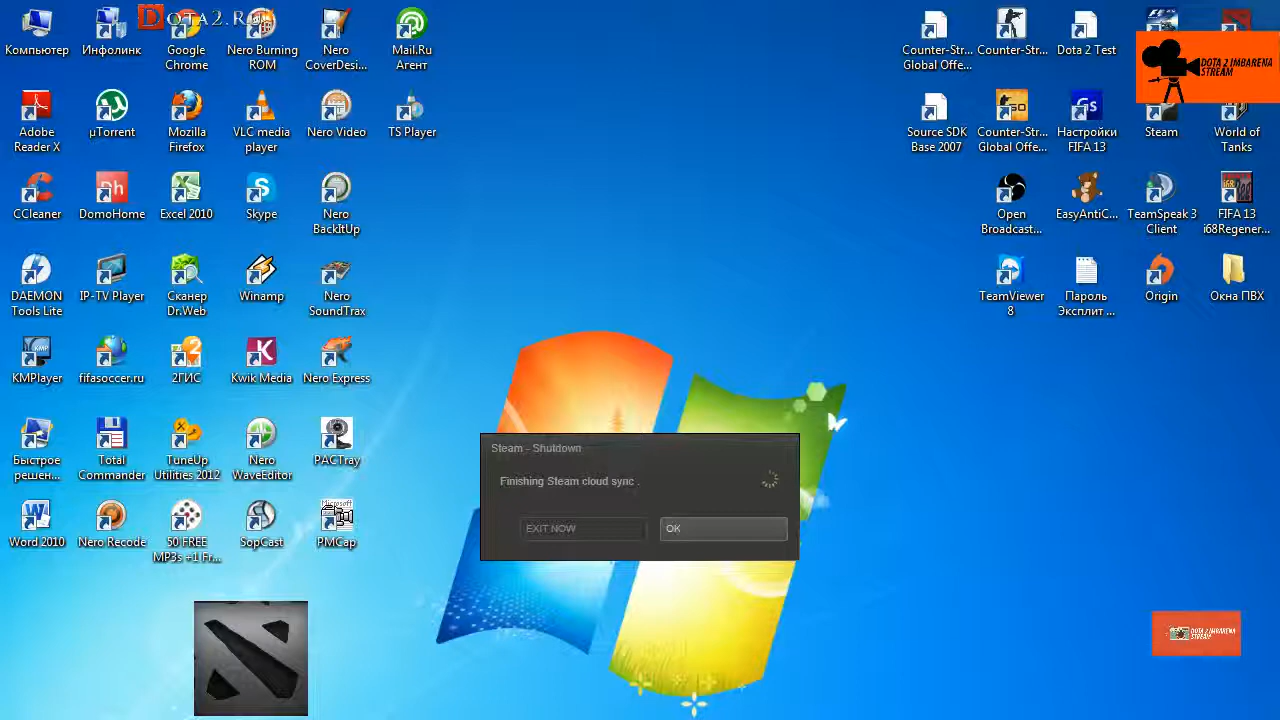 DOTA2.RU
Компьютер
Инфолинк
Google
Chrome
Nero Burning
ROM
Nero
CoverDesi...
Mail.Ru
Агент
Counter-Str...
Global Offe...
Counter-Str...
Dota 2 Test
DOTA 2 IMBARENA
STREAM
Adobe
Reader X
µTorrent
Mozilla
Firefox
VLC media
player
Nero Video
TS Player
Source SDK
Base 2007
Counter-Str...
Global Offe...
Настройки
FIFA 13
Steam
World of
Tanks
CCleaner
DomoHome
Excel 2010
Skype
Nero
BackItUp
Open
Broadcast...
EasyAntiC...
TeamSpeak 3
Client
FIFA 13
i68Regener...
DAEMON
Tools Lite
IP-TV Player
Сканер
Dr.Web
Winamp
Nero
SoundTrax
TeamViewer
8
Пароль
Эксплит ...
Origin
Окна ПВХ
KMPlayer
fifasoccer.ru
2ГИС
Kwik Media
Nero Express
Быстрое
решен...
Total
Commander
TuneUp
Utilities 2012
Nero
WaveEditor
PACTray
Word 2010
Nero Recode
50 FREE
MP3s +1 Fr...
SopCast
PMCap
Steam - Shutdown
Finishing Steam cloud sync .
EXIT NOW
OK
DOTA 2 IMBARENA
STREAM